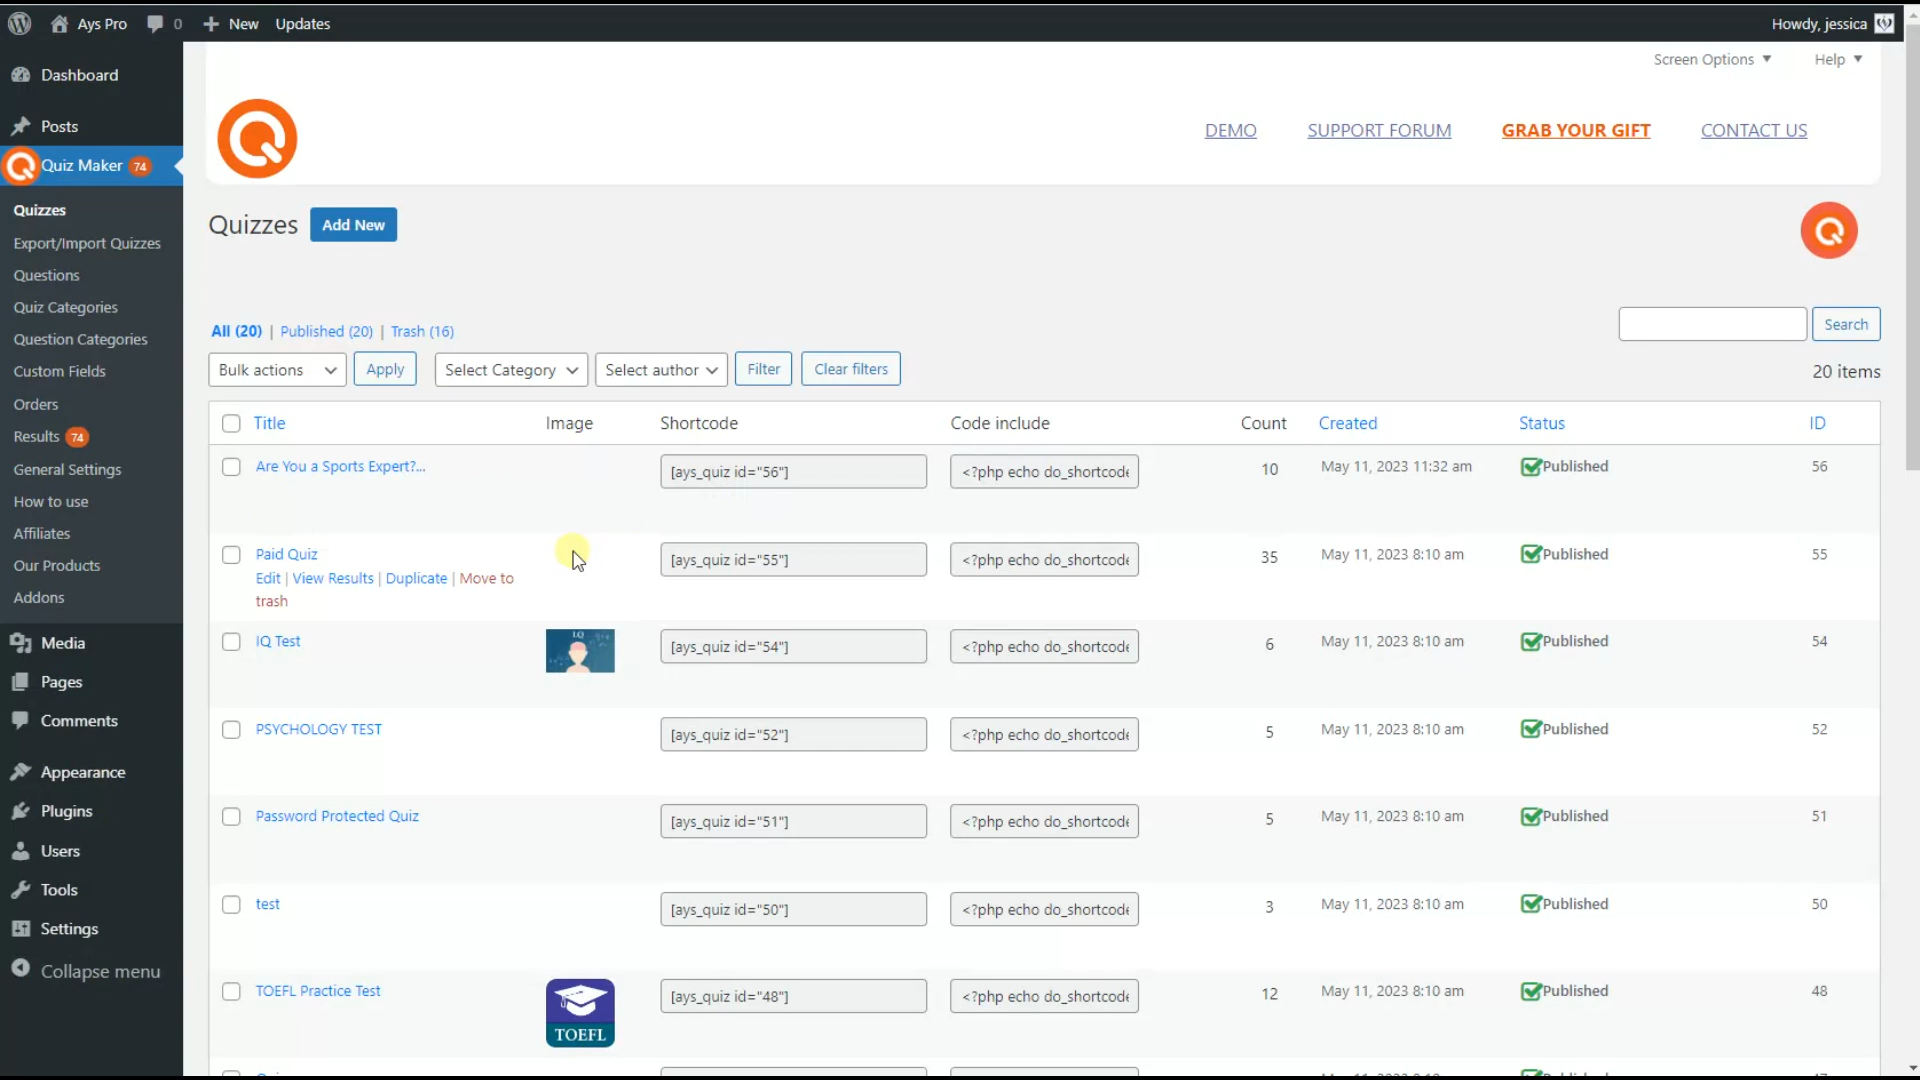 Ays Pro 0 New Updates Howdy, jessica
Screen Options Help
Dashboard
Posts
Quiz Maker 74
Quizzes
Export/Import Quizzes
Questions
Quiz Categories
Question Categories
Custom Fields
Orders
Results 74
General Settings
How to use
Affiliates
Our Products
Addons
Media
Pages
Comments
Appearance
Plugins
Users
Tools
Settings
Collapse menu
DEMO SUPPORT FORUM GRAB YOUR GIFT CONTACT US
Quizzes Add New
All (20) | Published (20) | Trash (16)
Search
Bulk actions Apply Select Category Select author Filter Clear filters
20 items
Title Image Shortcode Code include Count Created Status ID
Are You a Sports Expert?... [ays_quiz id="56"] <?php echo do_shortcode 10 May 11, 2023 11:32 am Published 56
Paid Quiz [ays_quiz id="55"] <?php echo do_shortcode 35 May 11, 2023 8:10 am Published 55
Edit | View Results | Duplicate | Move to
trash
IQ Test IQ [ays_quiz id="54"] <?php echo do_shortcode 6 May 11, 2023 8:10 am Published 54
PSYCHOLOGY TEST [ays_quiz id="52"] <?php echo do_shortcode 5 May 11, 2023 8:10 am Published 52
Password Protected Quiz [ays_quiz id="51"] <?php echo do_shortcode 5 May 11, 2023 8:10 am Published 51
test [ays_quiz id="50"] <?php echo do_shortcode 3 May 11, 2023 8:10 am Published 50
TOEFL Practice Test [ays_quiz id="48"] <?php echo do_shortcode 12 May 11, 2023 8:10 am Published 48
TOEFL